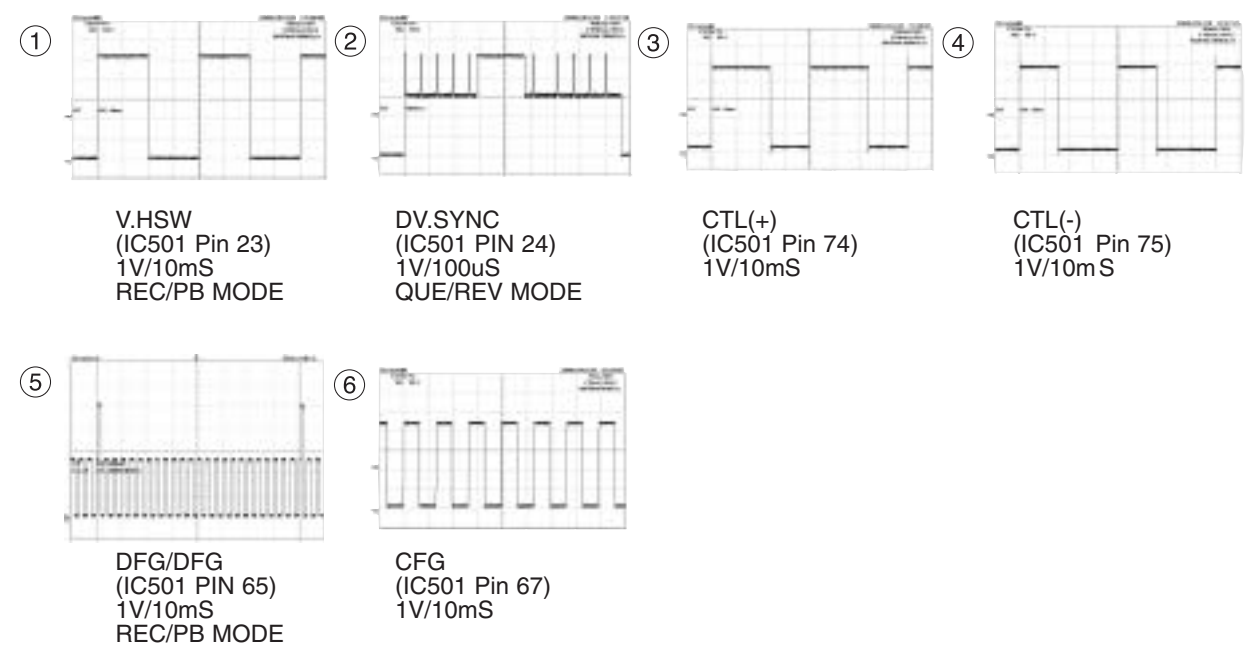 ①
V.HSW
(IC501 Pin 23)
1V/10mS
REC/PB MODE
②
DV.SYNC
(IC501 PIN 24)
1V/100uS
QUE/REV MODE
③
CTL(+)
(IC501 Pin 74)
1V/10mS
④
CTL(-)
(IC501 Pin 75)
1V/10m S
⑤
DFG/DFG
(IC501 PIN 65)
1V/10mS
REC/PB MODE
⑥
CFG
(IC501 Pin 67)
1V/10mS